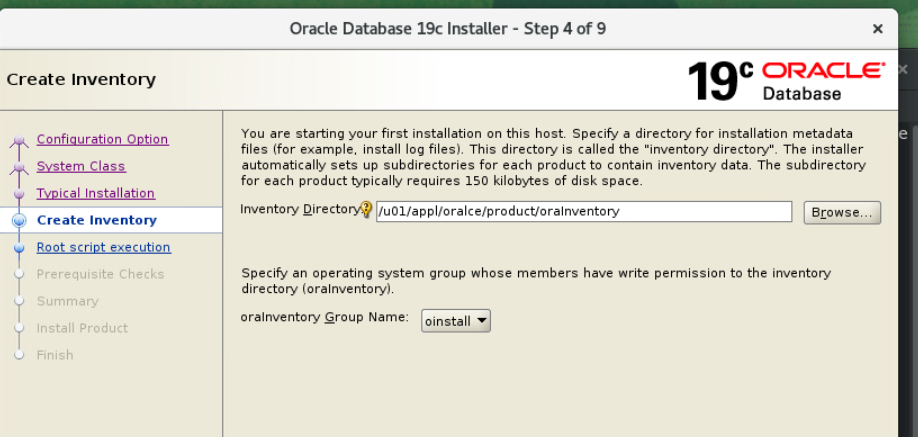 Oracle Database 19c Installer - Step 4 of 9
Create Inventory
19c ORACLE
Database
Configuration Option
System Class
Typical Installation
Create Inventory
Root script execution
Prerequisite Checks
Summary
Install Product
Finish
You are starting your first installation on this host. Specify a directory for installation metadata
files (for example, install log files). This directory is called the "inventory directory". The installer
automatically sets up subdirectories for each product to contain inventory data. The subdirectory
for each product typically requires 150 kilobytes of disk space.
Inventory Directory: /u01/appl/oralce/product/oraInventory Browse...
Specify an operating system group whose members have write permission to the inventory
directory (oraInventory).
oraInventory Group Name: oinstall